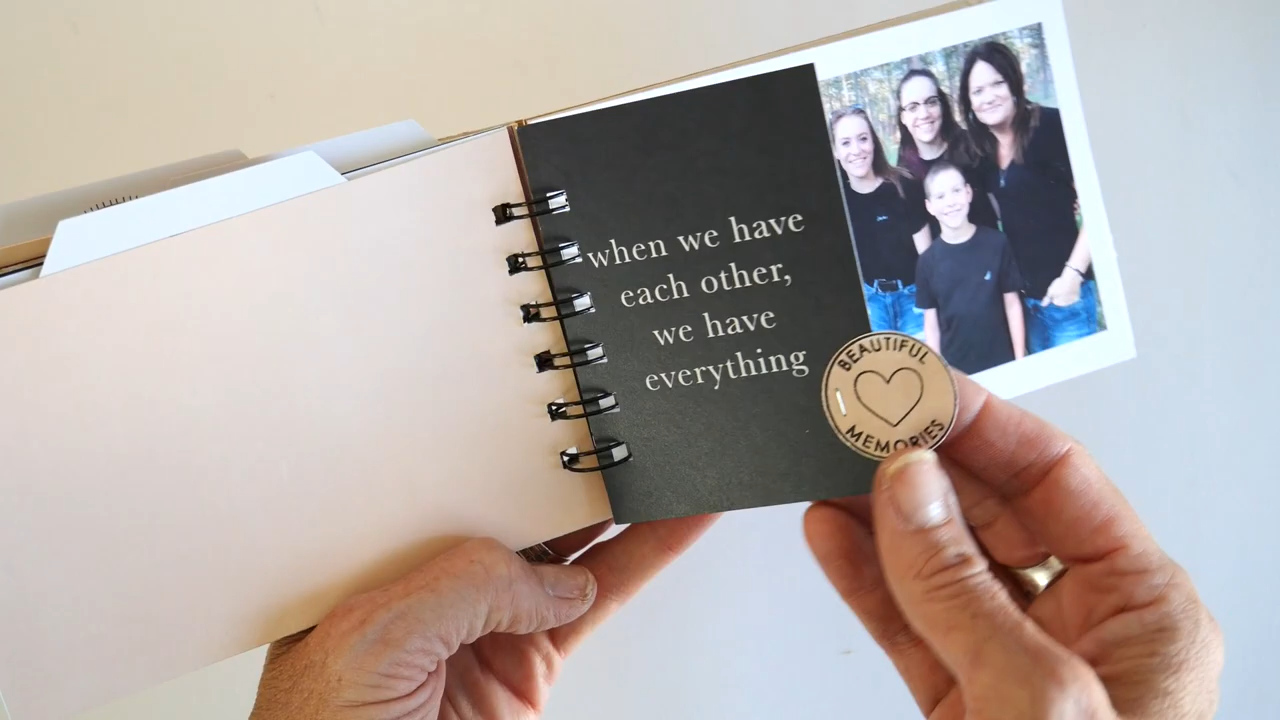 when we have
each other,
we have
everything
BEAUTIFUL
MEMORIES